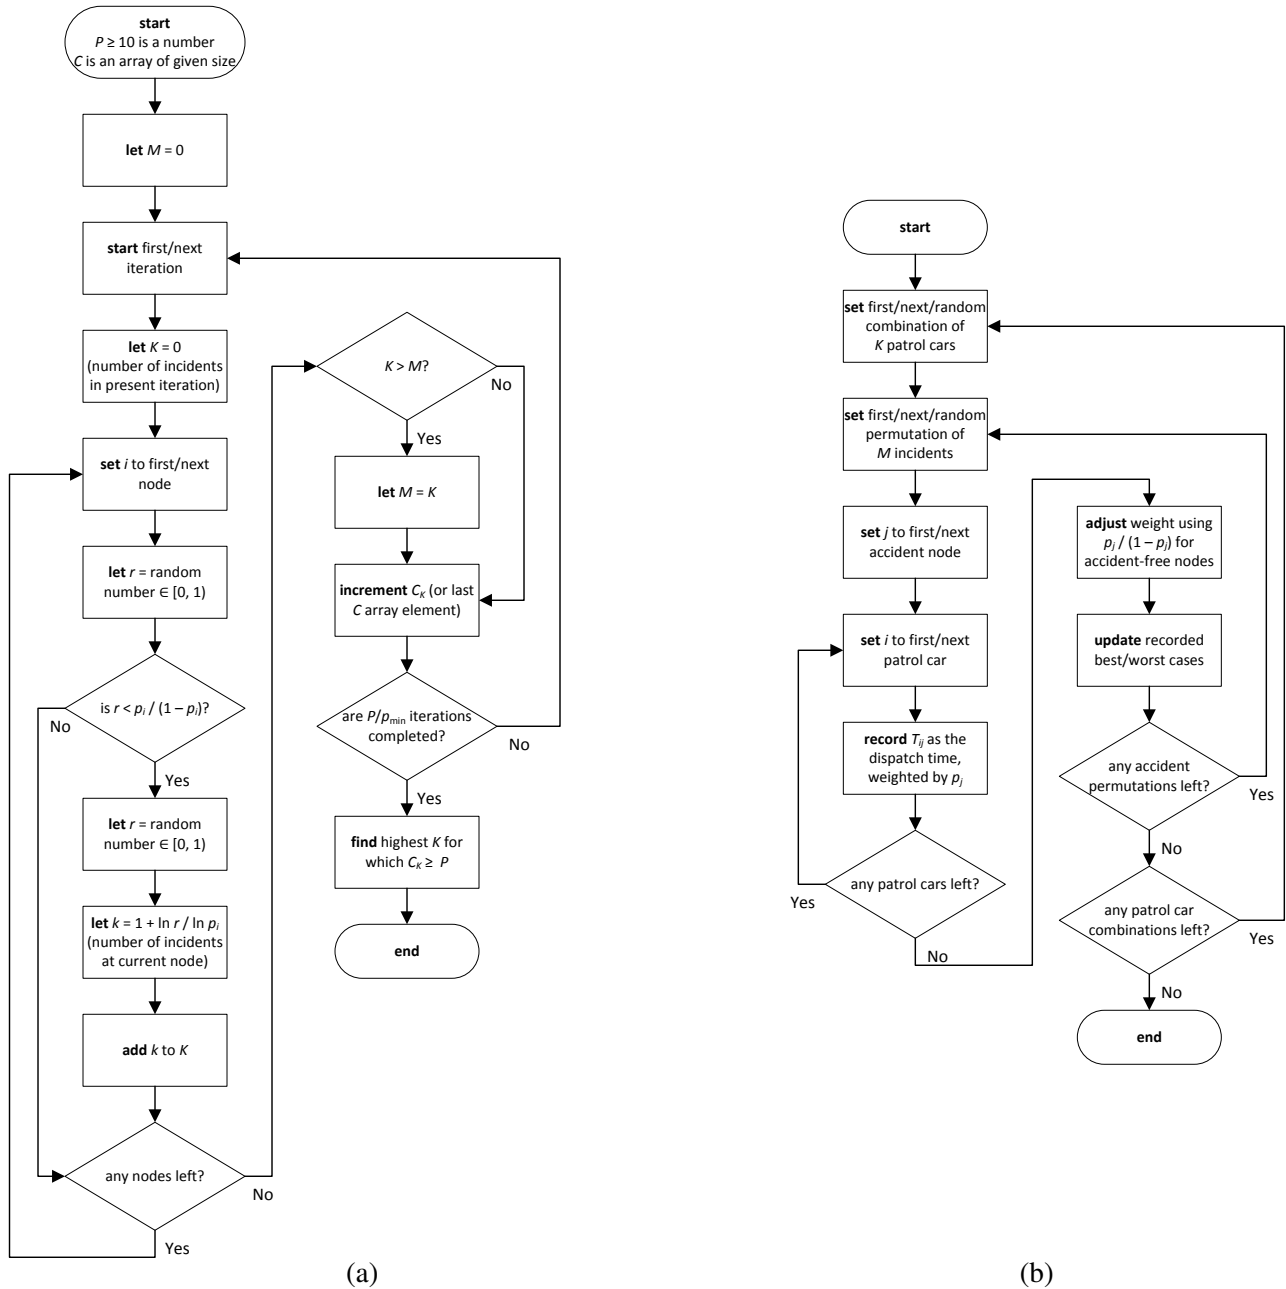 start
P ≥ 10 is a number
C is an array of given size
let M = 0
start first/next
iteration
let K = 0
(number of incidents
in present iteration)
set i to first/next
node
let r = random
number ∈ [0, 1)
is r < pᵢ / (1 – pᵢ)?
No
Yes
let r = random
number ∈ [0, 1)
let k = 1 + ln r / ln pᵢ
(number of incidents
at current node)
add k to K
any nodes left?
No
Yes
K > M?
No
Yes
let M = K
increment C_K (or last
C array element)
are P/p_min iterations
completed?
No
Yes
find highest K for
which C_K ≥ P
end
(a)
start
set first/next/random
combination of
K patrol cars
set first/next/random
permutation of
M incidents
set j to first/next
accident node
set i to first/next
patrol car
record T_ij as the
dispatch time,
weighted by p_j
any patrol cars left?
Yes
No
adjust weight using
p_j / (1 – p_j) for
accident-free nodes
update recorded
best/worst cases
any accident
permutations left?
Yes
No
any patrol car
combinations left?
Yes
No
end
(b)